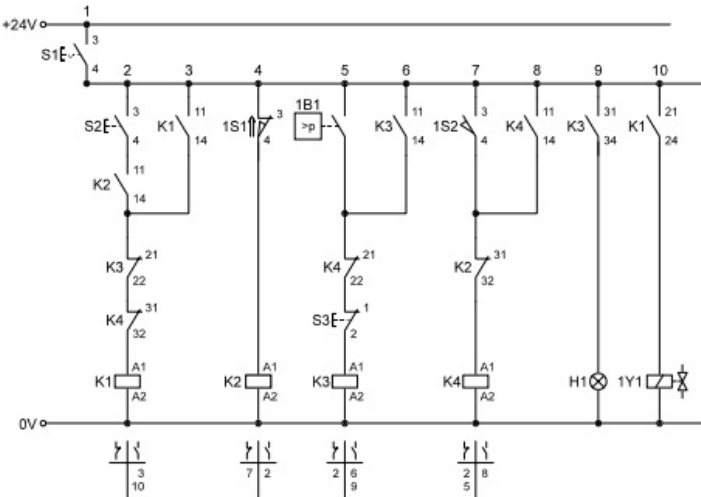 1
+24V
3
S1
4
2 3 4 5 6 7 8 9 10
3 11 3 1B1 11 3 11 31 21
S2 K1 1S1 >p K3 1S2 K4 K3 K1
4 14 4 14 4 14 34 24
11
K2
14
21 21 31
K3 K4 K2
22 22 32
31 1
K4 S3
32 2
A1 A1 A1 A1
K1 K2 K3 K4 H1 1Y1
A2 A2 A2 A2
0V
3 7 2 2 6 2 8
10 9 5